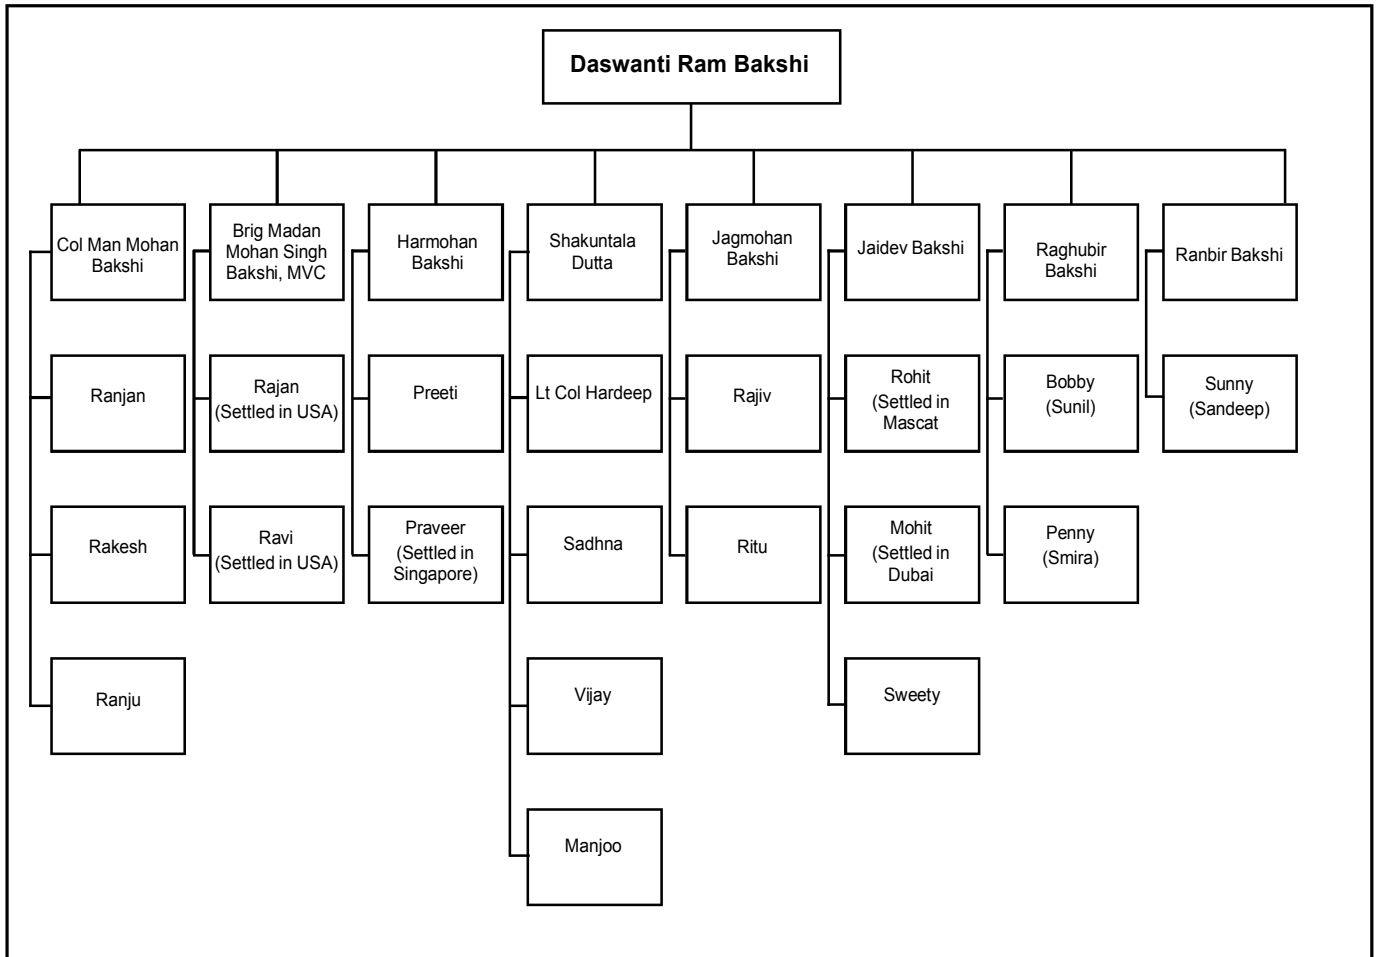 Daswanti Ram Bakshi
Col Man Mohan
Bakshi
Brig Madan
Mohan Singh
Bakshi, MVC
Harmohan
Bakshi
Shakuntala
Dutta
Jagmohan
Bakshi
Jaidev Bakshi
Raghubir
Bakshi
Ranbir Bakshi
Ranjan
Rajan
(Settled in USA)
Preeti
Lt Col Hardeep
Rajiv
Rohit
(Settled in
Mascat
Bobby
(Sunil)
Sunny
(Sandeep)
Rakesh
Ravi
(Settled in USA)
Praveer
(Settled in
Singapore)
Sadhna
Ritu
Mohit
(Settled in
Dubai
Penny
(Smira)
Ranju
Vijay
Sweety
Manjoo